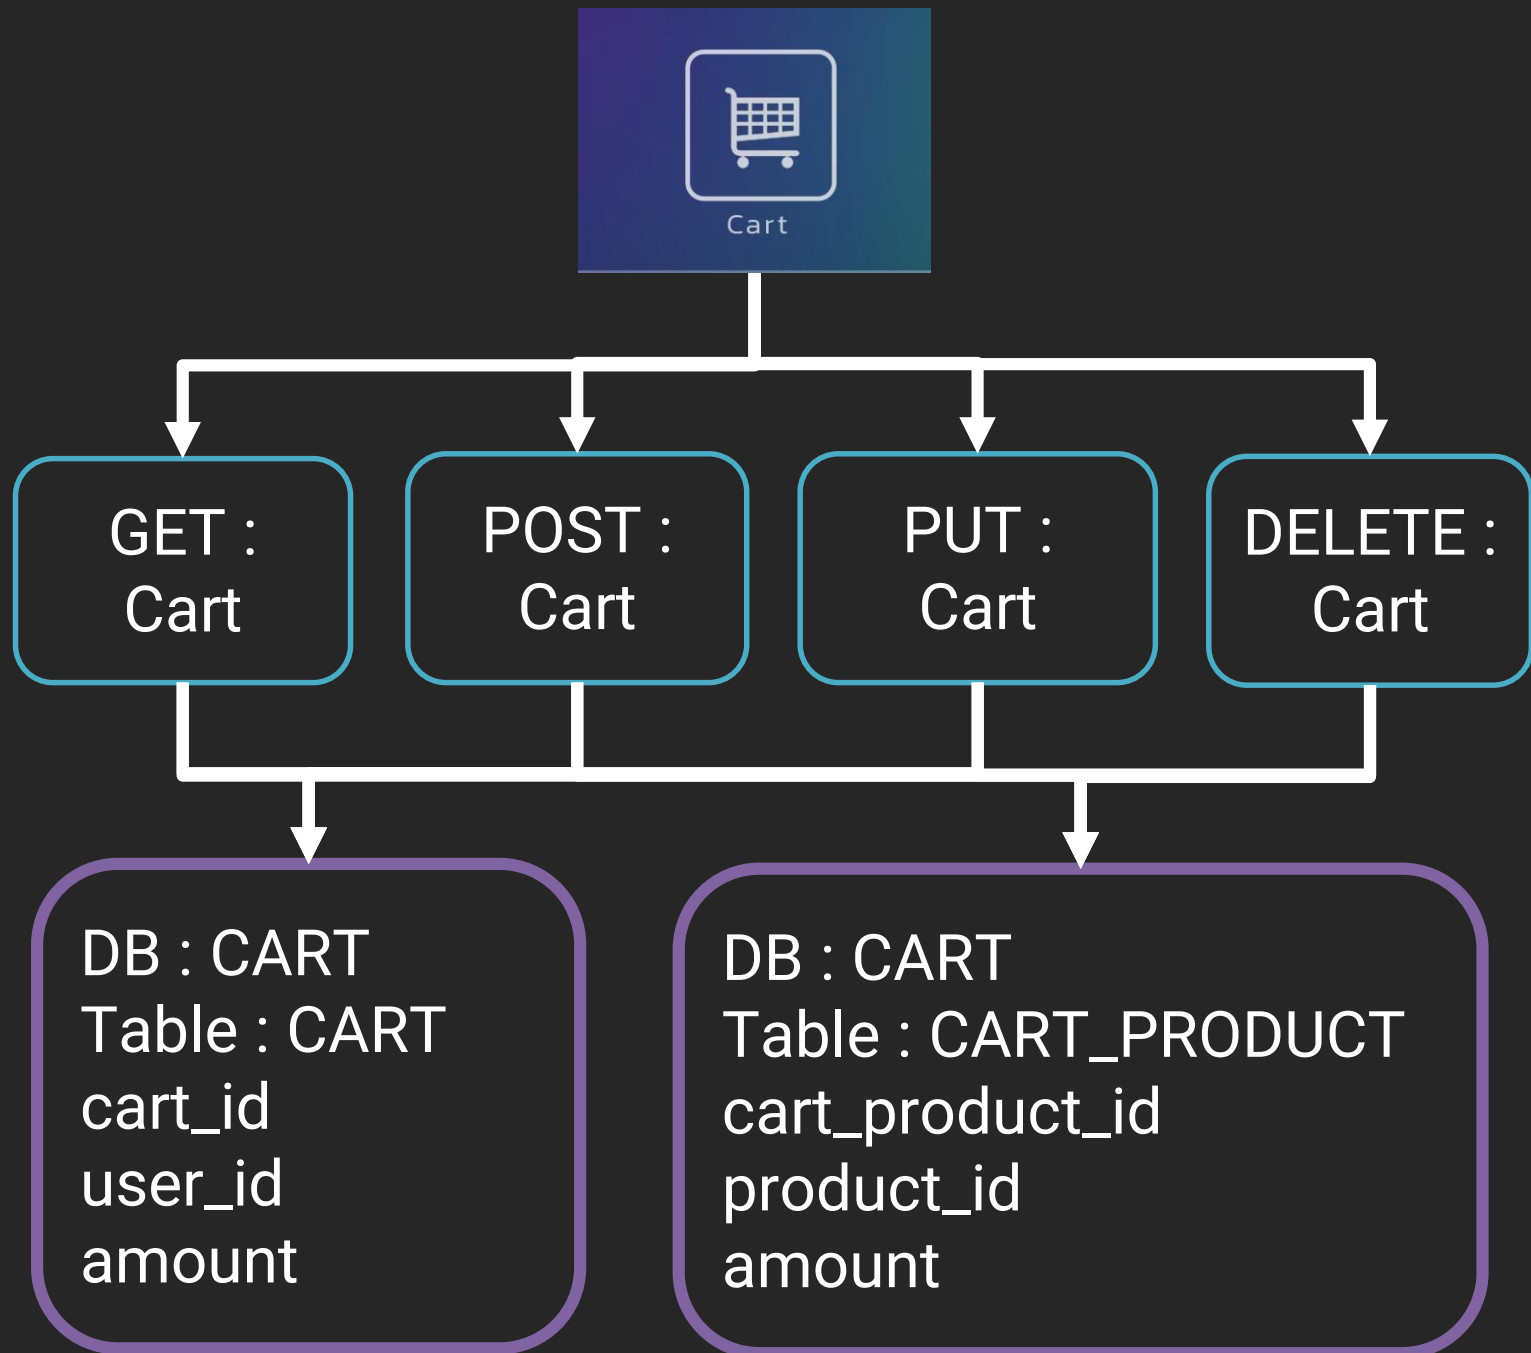 Cart
GET :
Cart
POST :
Cart
PUT :
Cart
DELETE :
Cart
DB : CART
Table : CART
cart_id
user_id
amount
DB : CART
Table : CART_PRODUCT
cart_product_id
product_id
amount